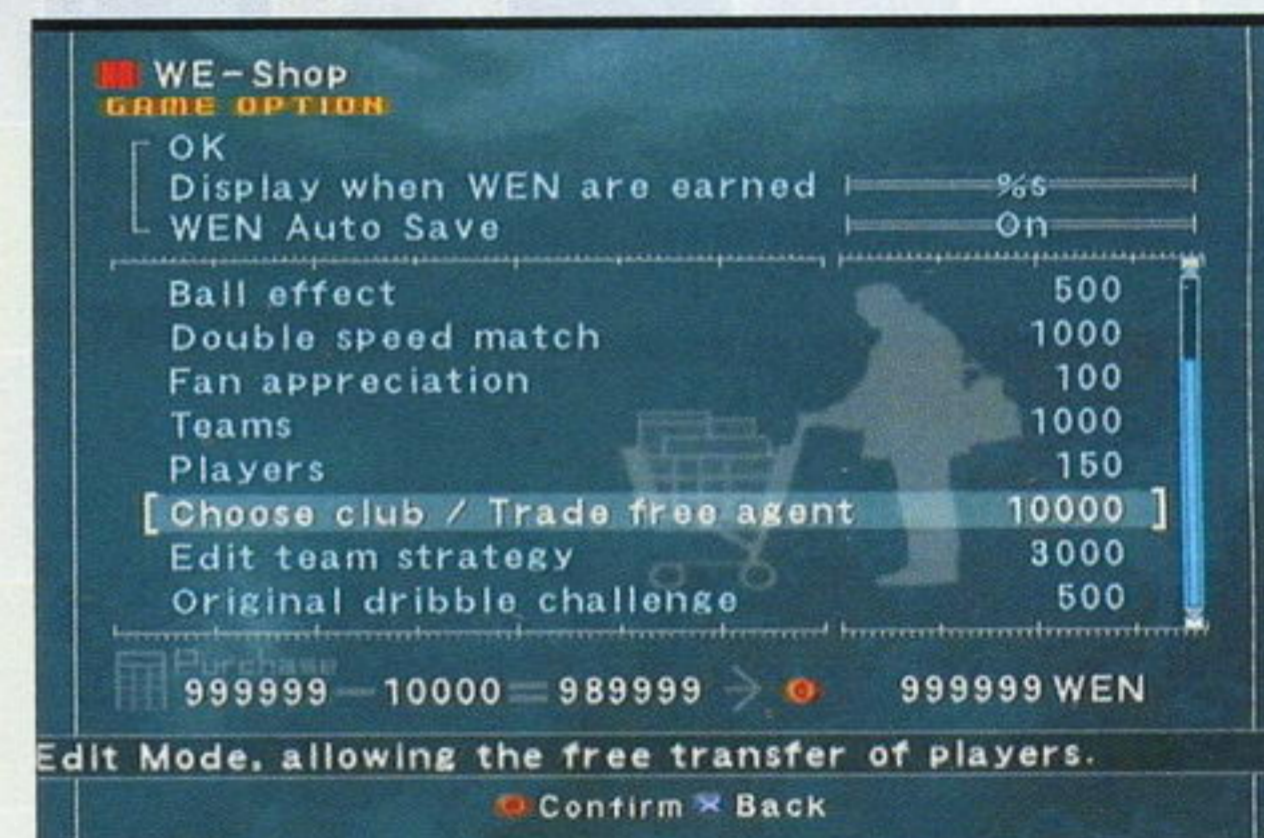 WE-Shop
GAME OPTION
OK
Display when WEN are earned %s
WEN Auto Save On
Ball effect 500
Double speed match 1000
Fan appreciation 100
Teams 1000
Players 150
[ Choose club / Trade free agent 10000 ]
Edit team strategy 3000
Original dribble challenge 500
Purchase
999999 - 10000 = 989999 → 999999 WEN
Edit Mode, allowing the free transfer of players.
Confirm Back